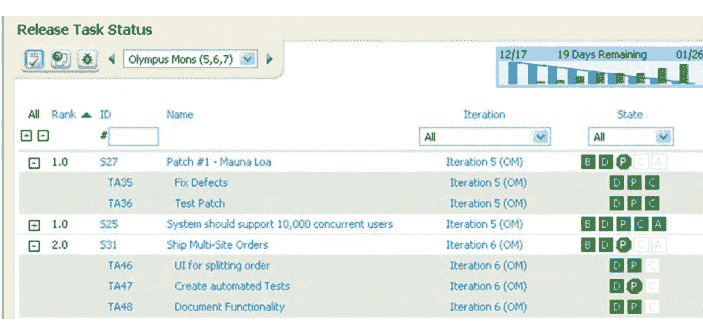 Release Task Status
Olympus Mons (5,6,7)
12/17 19 Days Remaining 01/26
All Rank ID Name Iteration State
# All All
1.0 S27 Patch #1 - Mauna Loa Iteration 5 (OM) B D P C A
TA35 Fix Defects Iteration 5 (OM) D P C
TA36 Test Patch Iteration 5 (OM) D P C
1.0 S25 System should support 10,000 concurrent users Iteration 5 (OM) B D P C A
2.0 S31 Ship Multi-Site Orders Iteration 6 (OM) B D P C A
TA46 UI for splitting order Iteration 6 (OM) D P C
TA47 Create automated Tests Iteration 6 (OM) D P C
TA48 Document Functionality Iteration 6 (OM) D P C